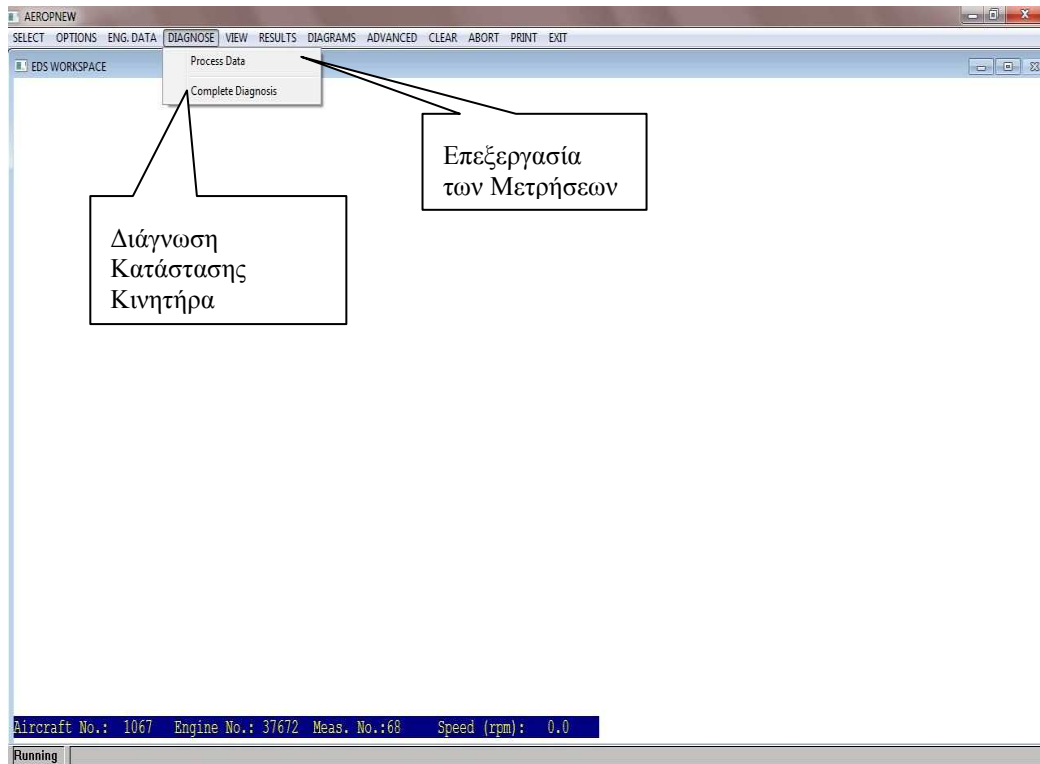 AEROPNEW
SELECT OPTIONS ENG. DATA DIAGNOSE VIEW RESULTS DIAGRAMS ADVANCED CLEAR ABORT PRINT EXIT
EDS WORKSPACE
Process Data
Complete Diagnosis
Επεξεργασία
των Μετρήσεων
Διάγνωση
Κατάστασης
Κινητήρα
Aircraft No.: 1067 Engine No.: 37672 Meas. No.:68 Speed (rpm): 0.0
Running